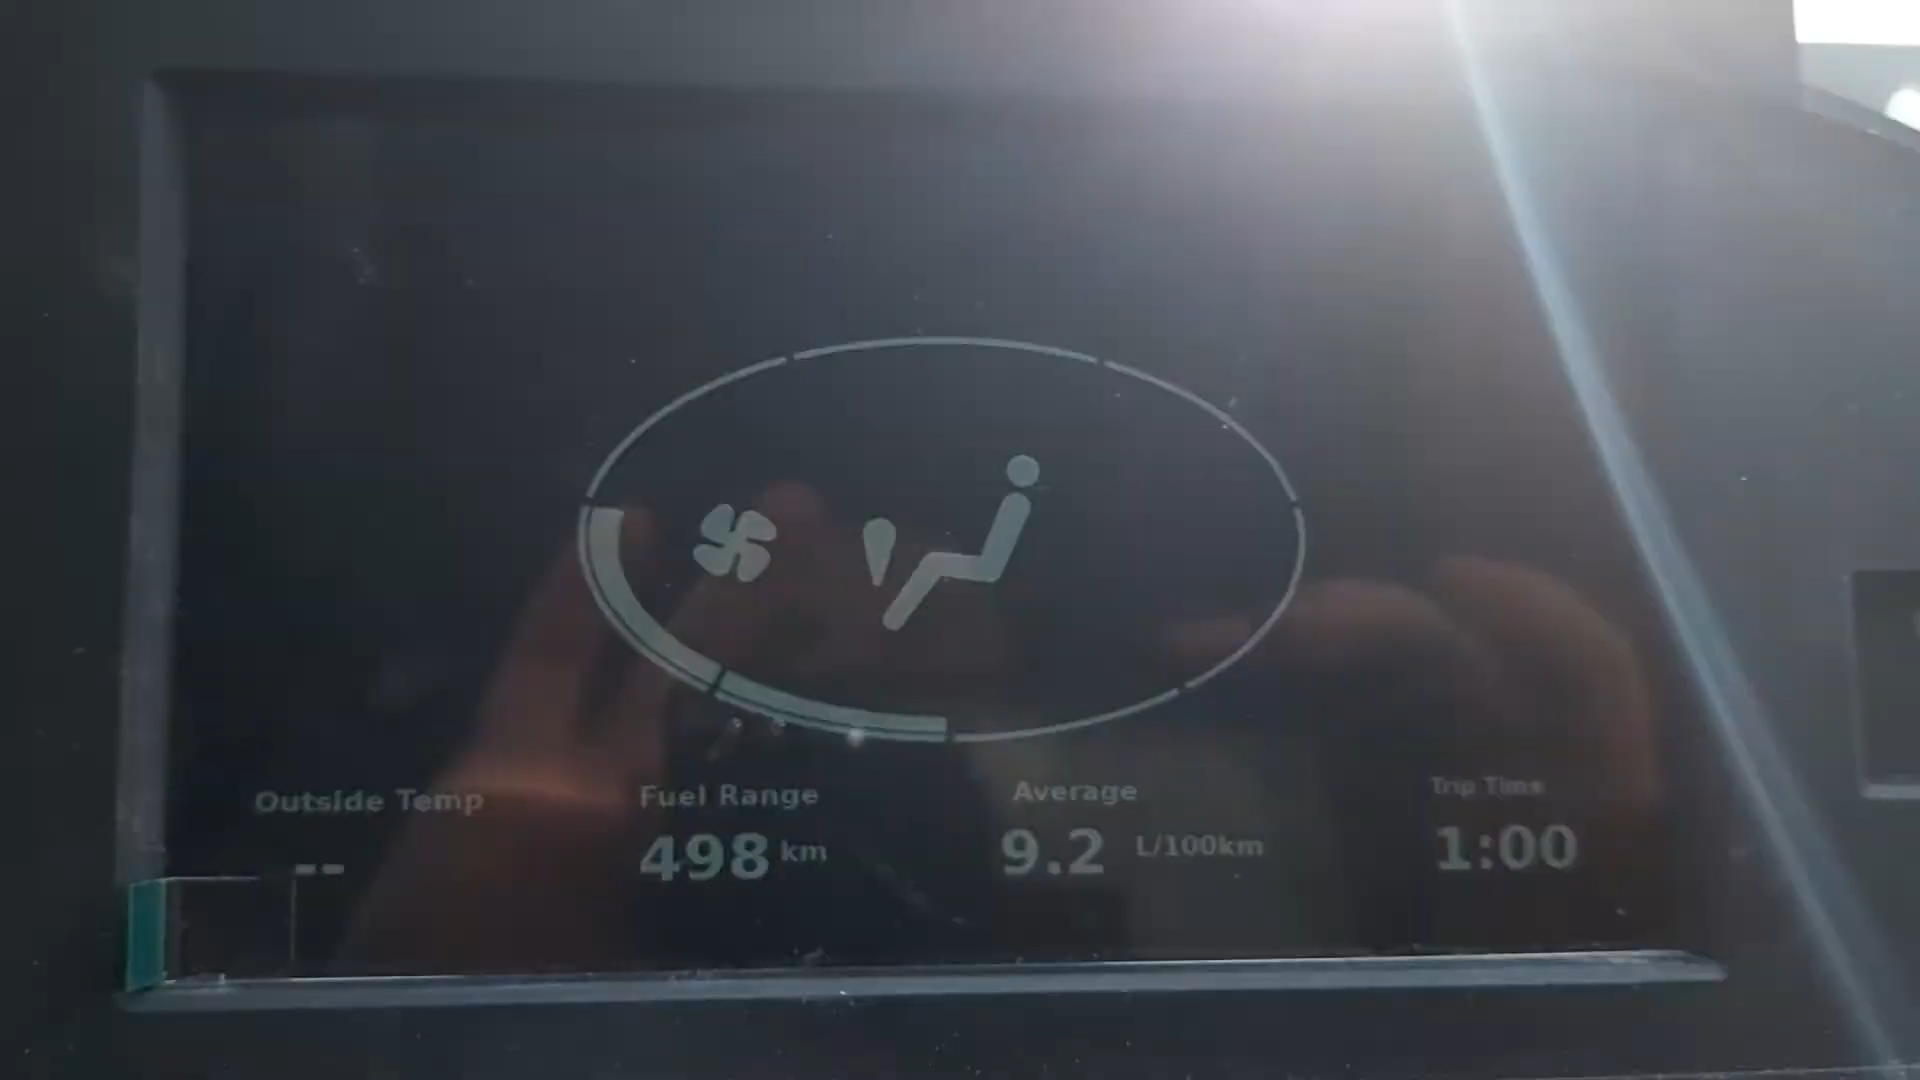 Outside Temp Fuel Range Average Trip Time
-- 498 km 9.2 L/100km 1:00